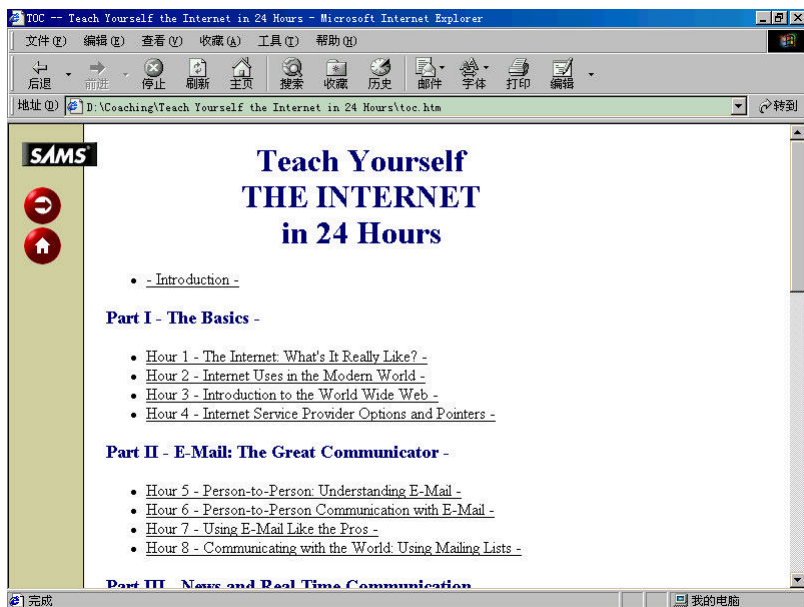 TOC -- Teach Yourself the Internet in 24 Hours - Microsoft Internet Explorer
文件(F) 编辑(E) 查看(V) 收藏(A) 工具(T) 帮助(H)
后退 前进 停止 刷新 主页 搜索 收藏 历史 邮件 字体 打印 编辑
地址(D) D:\Coaching\Teach Yourself the Internet in 24 Hours\toc.htm 转到
SAMS
Teach Yourself
THE INTERNET
in 24 Hours
- Introduction -
Part I - The Basics -
Hour 1 - The Internet: What's It Really Like? -
Hour 2 - Internet Uses in the Modern World -
Hour 3 - Introduction to the World Wide Web -
Hour 4 - Internet Service Provider Options and Pointers -
Part II - E-Mail: The Great Communicator -
Hour 5 - Person-to-Person: Understanding E-Mail -
Hour 6 - Person-to-Person Communication with E-Mail -
Hour 7 - Using E-Mail Like the Pros -
Hour 8 - Communicating with the World: Using Mailing Lists -
Part III - News and Real Time Communication
完成 我的电脑